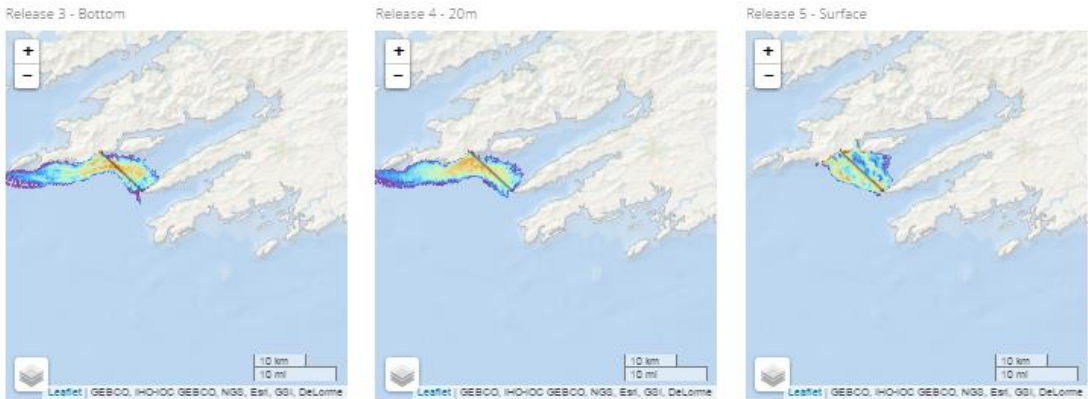 Release 3 - Bottom
Release 4 - 20m
Release 5 - Surface
+
−
+
−
+
−
10 km
10 mi
10 km
10 mi
10 km
10 mi
Leaflet | GEBCO, IHO-IOC GEBCO, NGS, Esri, GSI, DeLorme
Leaflet | GEBCO, IHO-IOC GEBCO, NGS, Esri, GSI, DeLorme
Leaflet | GEBCO, IHO-IOC GEBCO, NGS, Esri, GSI, DeLorme